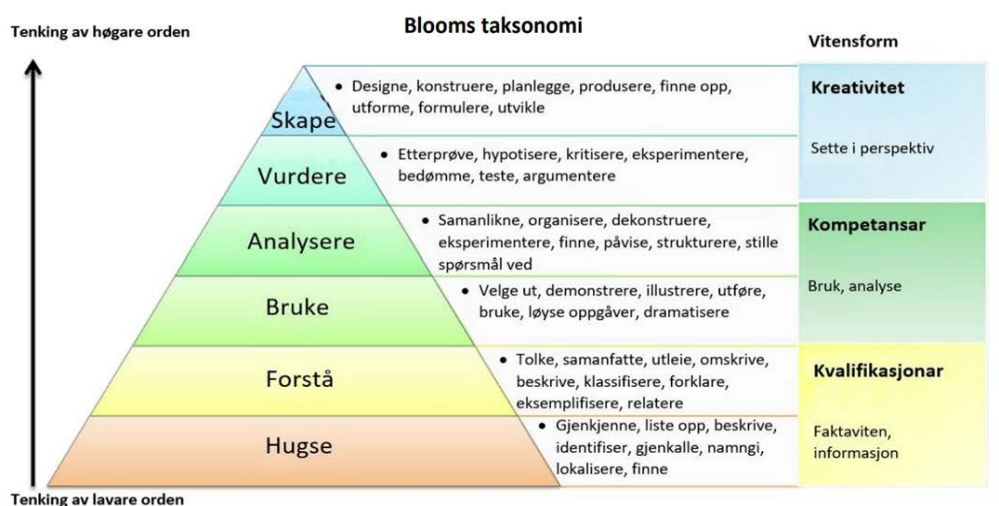 Blooms taksonomi
Tenking av høgare orden
Vitensform
Skape
• Designe, konstruere, planlegge, produsere, finne opp,
utforme, formulere, utvikle
Kreativitet
Sette i perspektiv
Vurdere
• Etterprøve, hypotisere, kritisere, eksperimentere,
bedømme, teste, argumentere
Analysere
• Samanlikne, organisere, dekonstruere,
eksperimentere, finne, påvise, strukturere, stille
spørsmål ved
Kompetansar
Bruk, analyse
Bruke
• Velge ut, demonstrere, illustrere, utføre,
bruke, løyse oppgåver, dramatisere
Forstå
• Tolke, samanfatte, utleie, omskrive,
beskrive, klassifisere, forklare,
eksemplifisere, relatere
Kvalifikasjonar
Faktaviten,
informasjon
Hugse
• Gjenkjenne, liste opp, beskrive,
identifiser, gjenkalle, namngi,
lokalisere, finne
Tenking av lavare orden